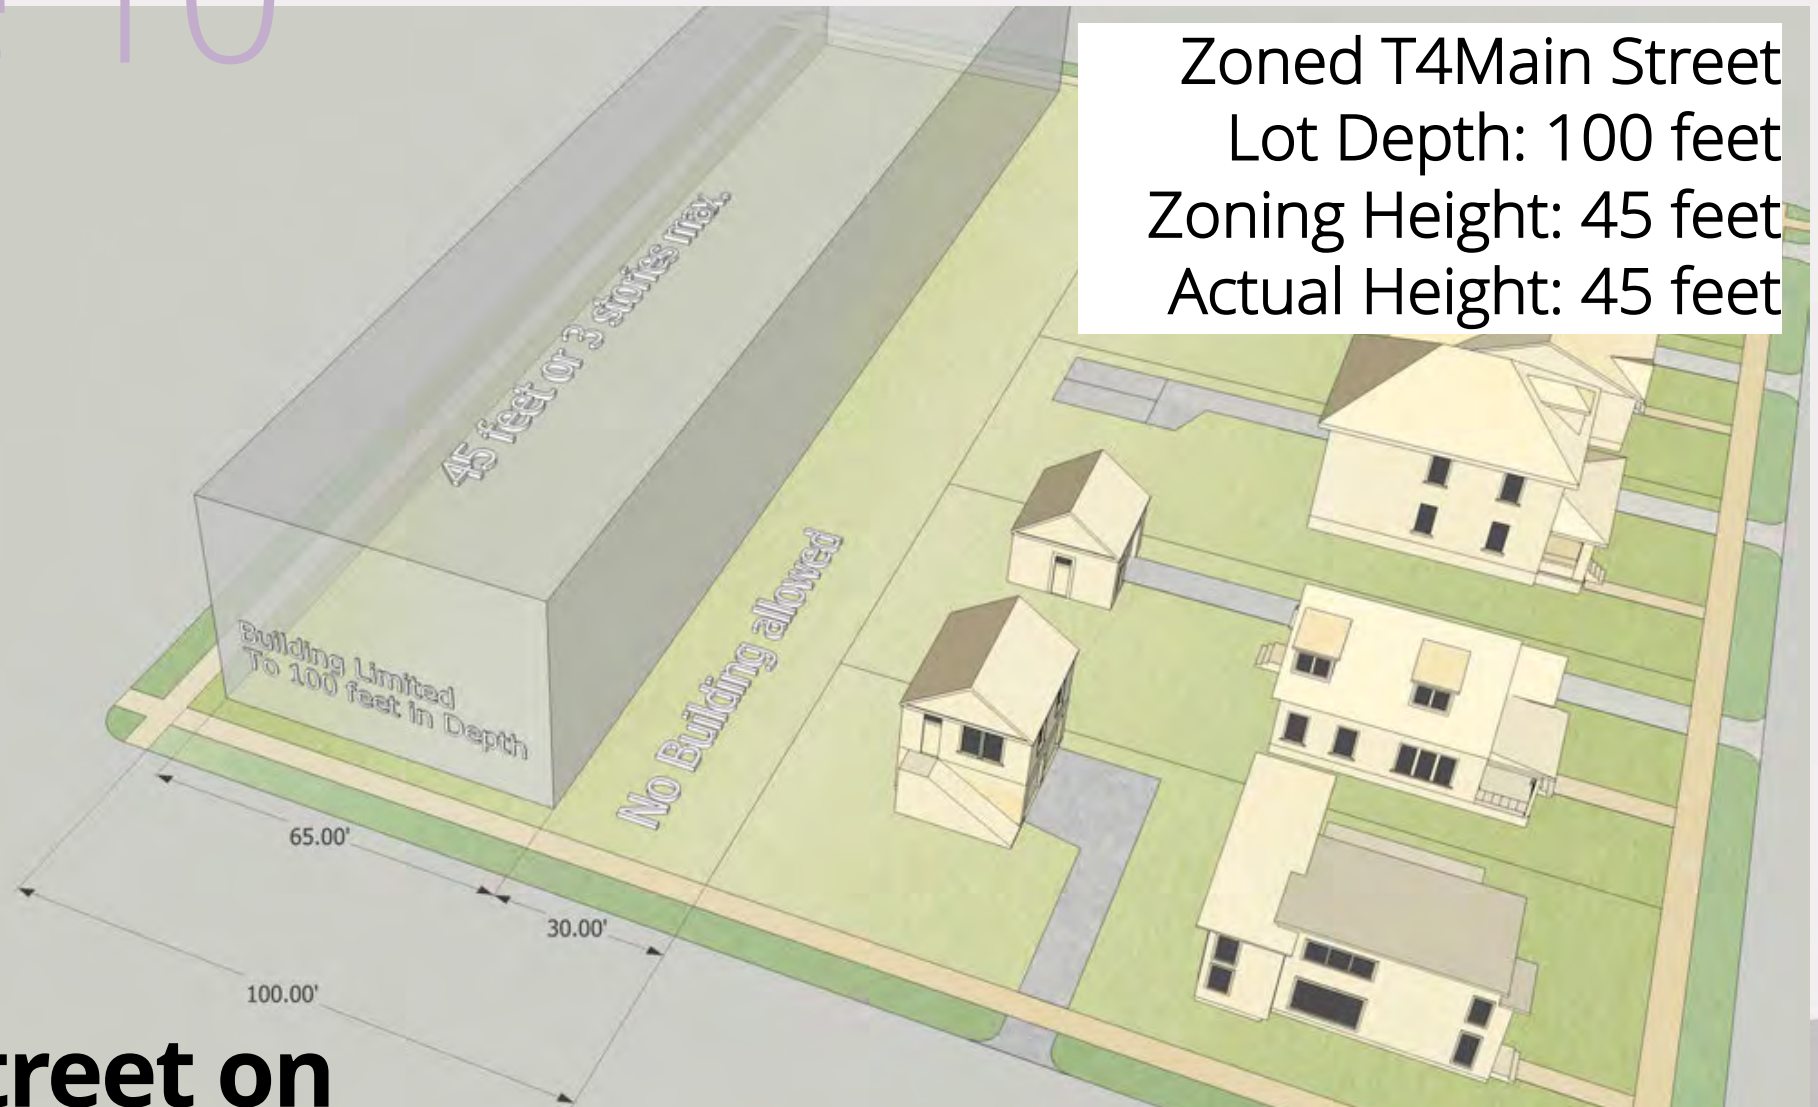 10
Zoned T4Main Street
Lot Depth: 100 feet
Zoning Height: 45 feet
Actual Height: 45 feet
45 feet or 3 stories max.
Building Limited
To 100 feet in Depth
No Building allowed
65.00'
30.00'
100.00'
treet on